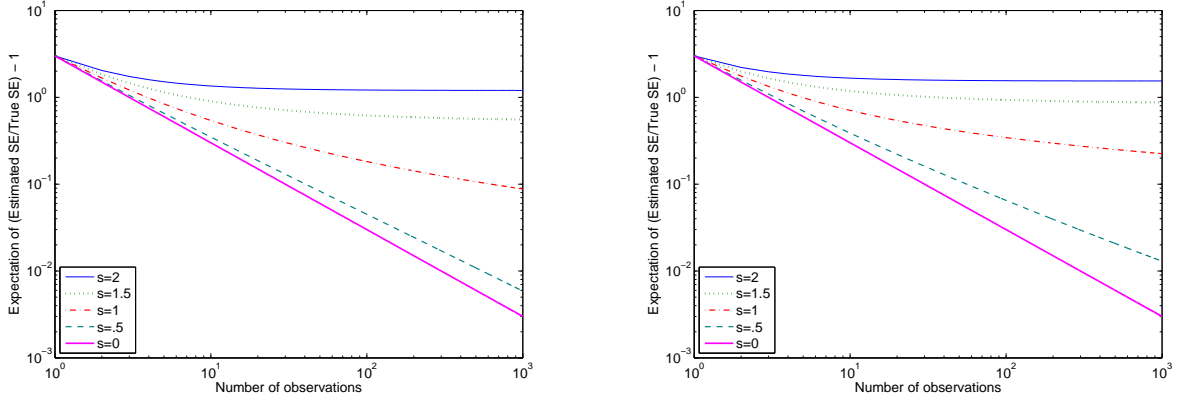 Expectation of (Estimated SE/True SE) − 1
10^1
10^0
10^−1
10^−2
10^−3
s=2
s=1.5
s=1
s=.5
s=0
10^0
10^1
10^2
10^3
Number of observations
Expectation of (Estimated SE/True SE) − 1
10^1
10^0
10^−1
10^−2
10^−3
s=2
s=1.5
s=1
s=.5
s=0
10^0
10^1
10^2
10^3
Number of observations